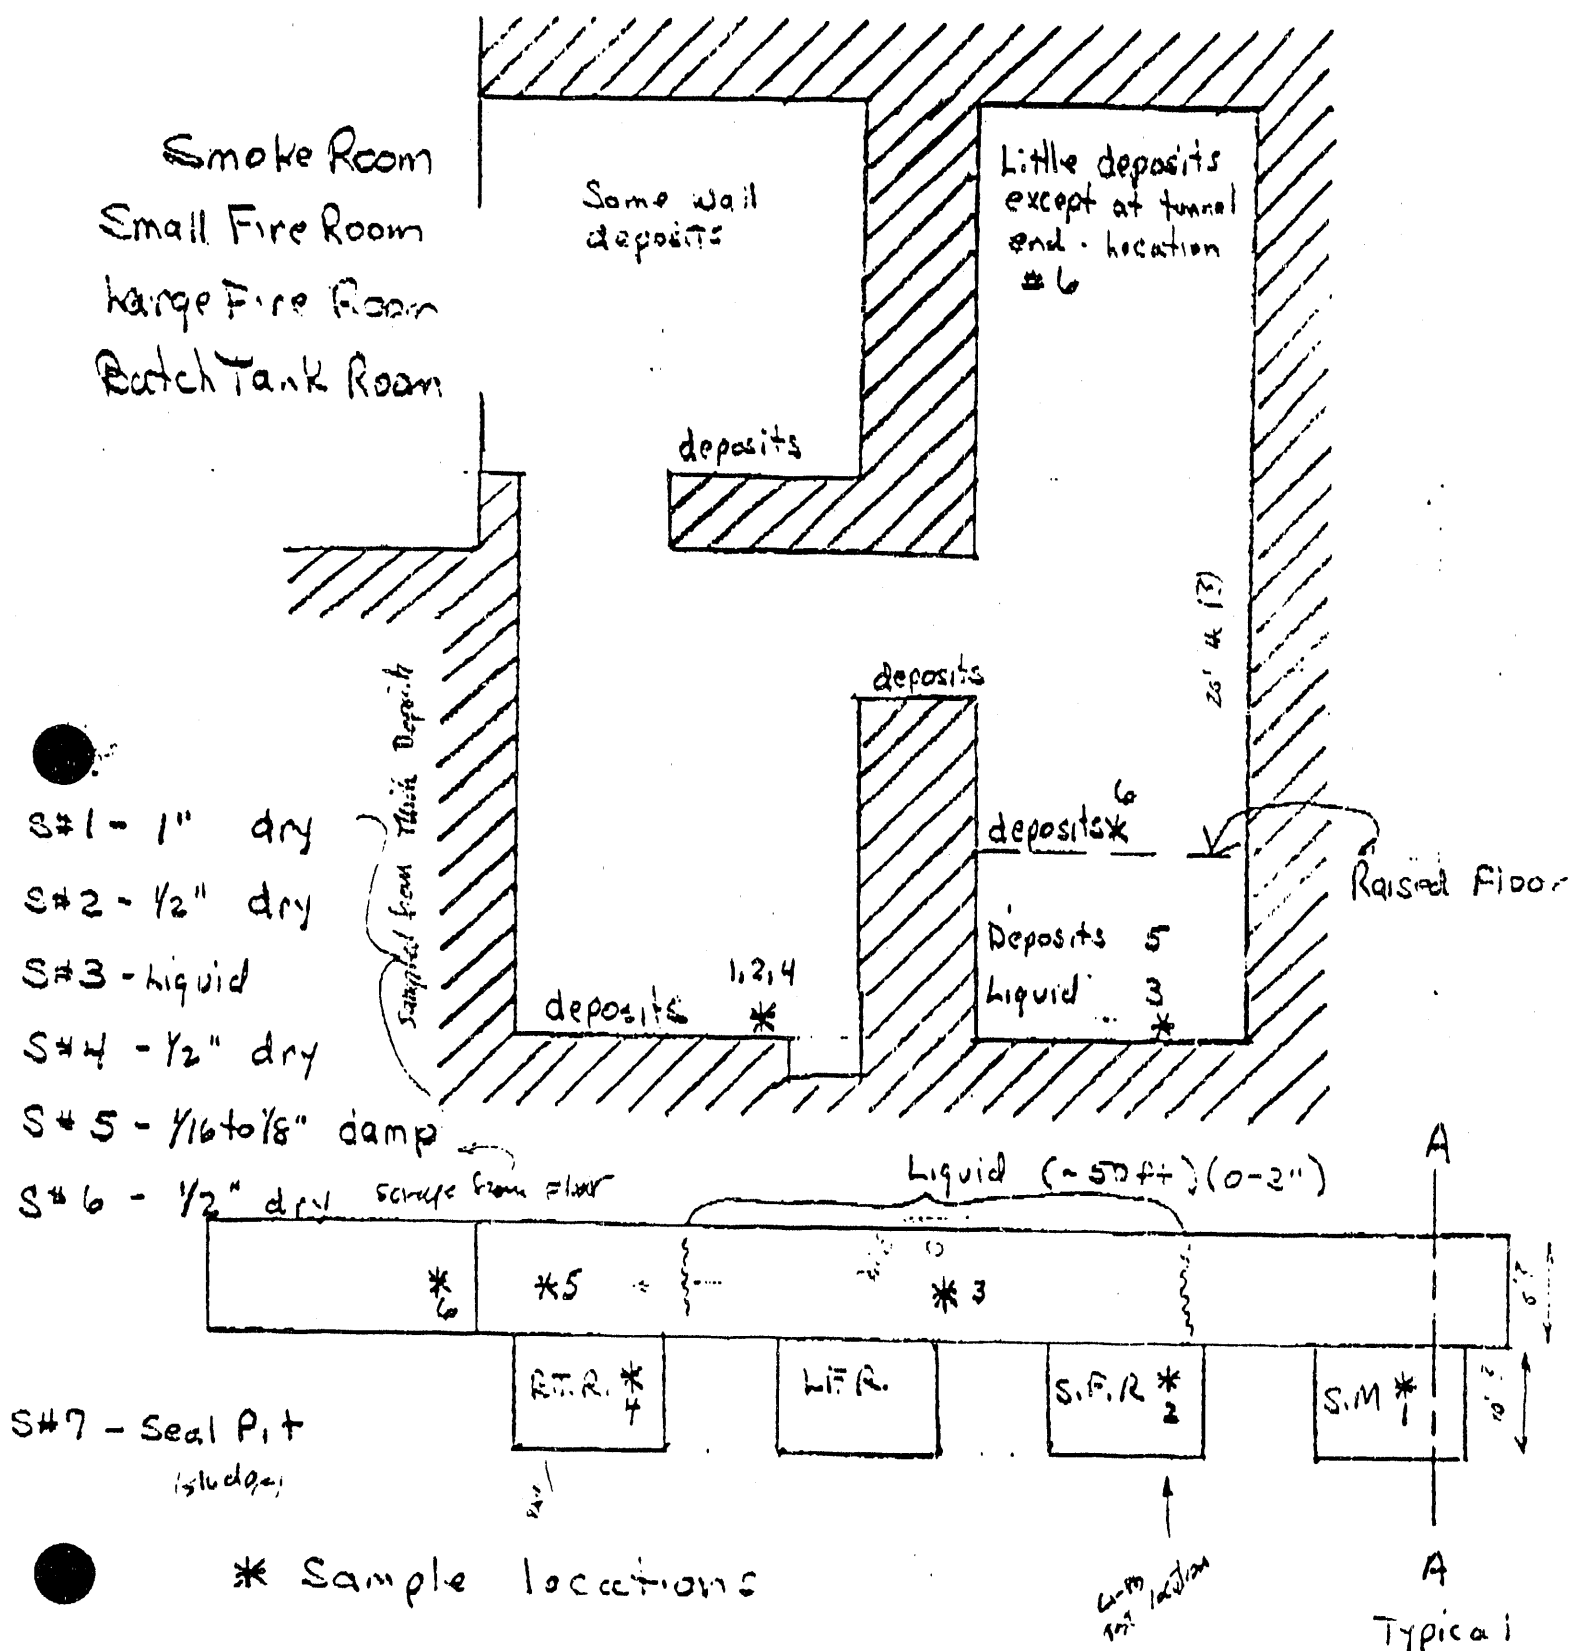 Smoke Room
Small Fire Room
Large Fire Room
Batch Tank Room
Some wall
deposits
Little deposits
except at tunnel
end - Location
#6
deposits
deposits
6
deposits*
Raised Floor
Deposits 5
Liquid 3
*
1,2,4
deposits *
Sampled from Thick Deposit
S#1 - 1" dry
S#2 - 1/2" dry
S#3 - Liquid
S#4 - 1/2" dry
S#5 - 1/16 to 1/8" damp
S#6 - 1/2" dry scrape from Floor
Liquid (~50ft)(0-2")
A
* 6
*5
* 3
* 4
L.F.R.
S.F.R * 2
S.M * 1
10'
S#7 - Seal Pit
(sludge)
location
* Sample locations
A
Typical